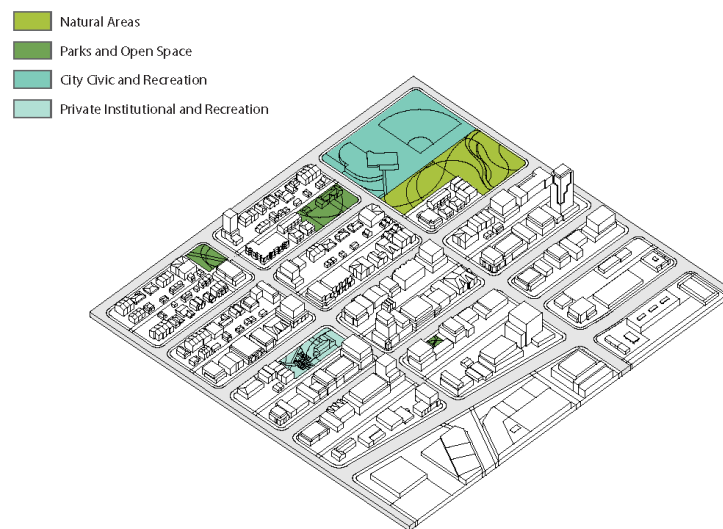 Natural Areas
Parks and Open Space
City Civic and Recreation
Private Institutional and Recreation